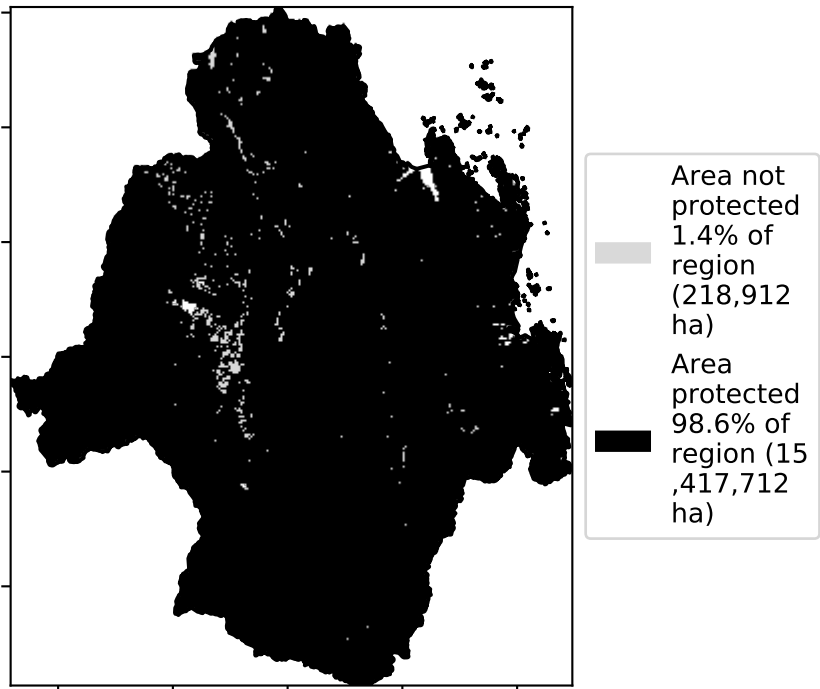 Area not
protected
1.4% of
region
(218,912
ha)
Area
protected
98.6% of
region (15
,417,712
ha)